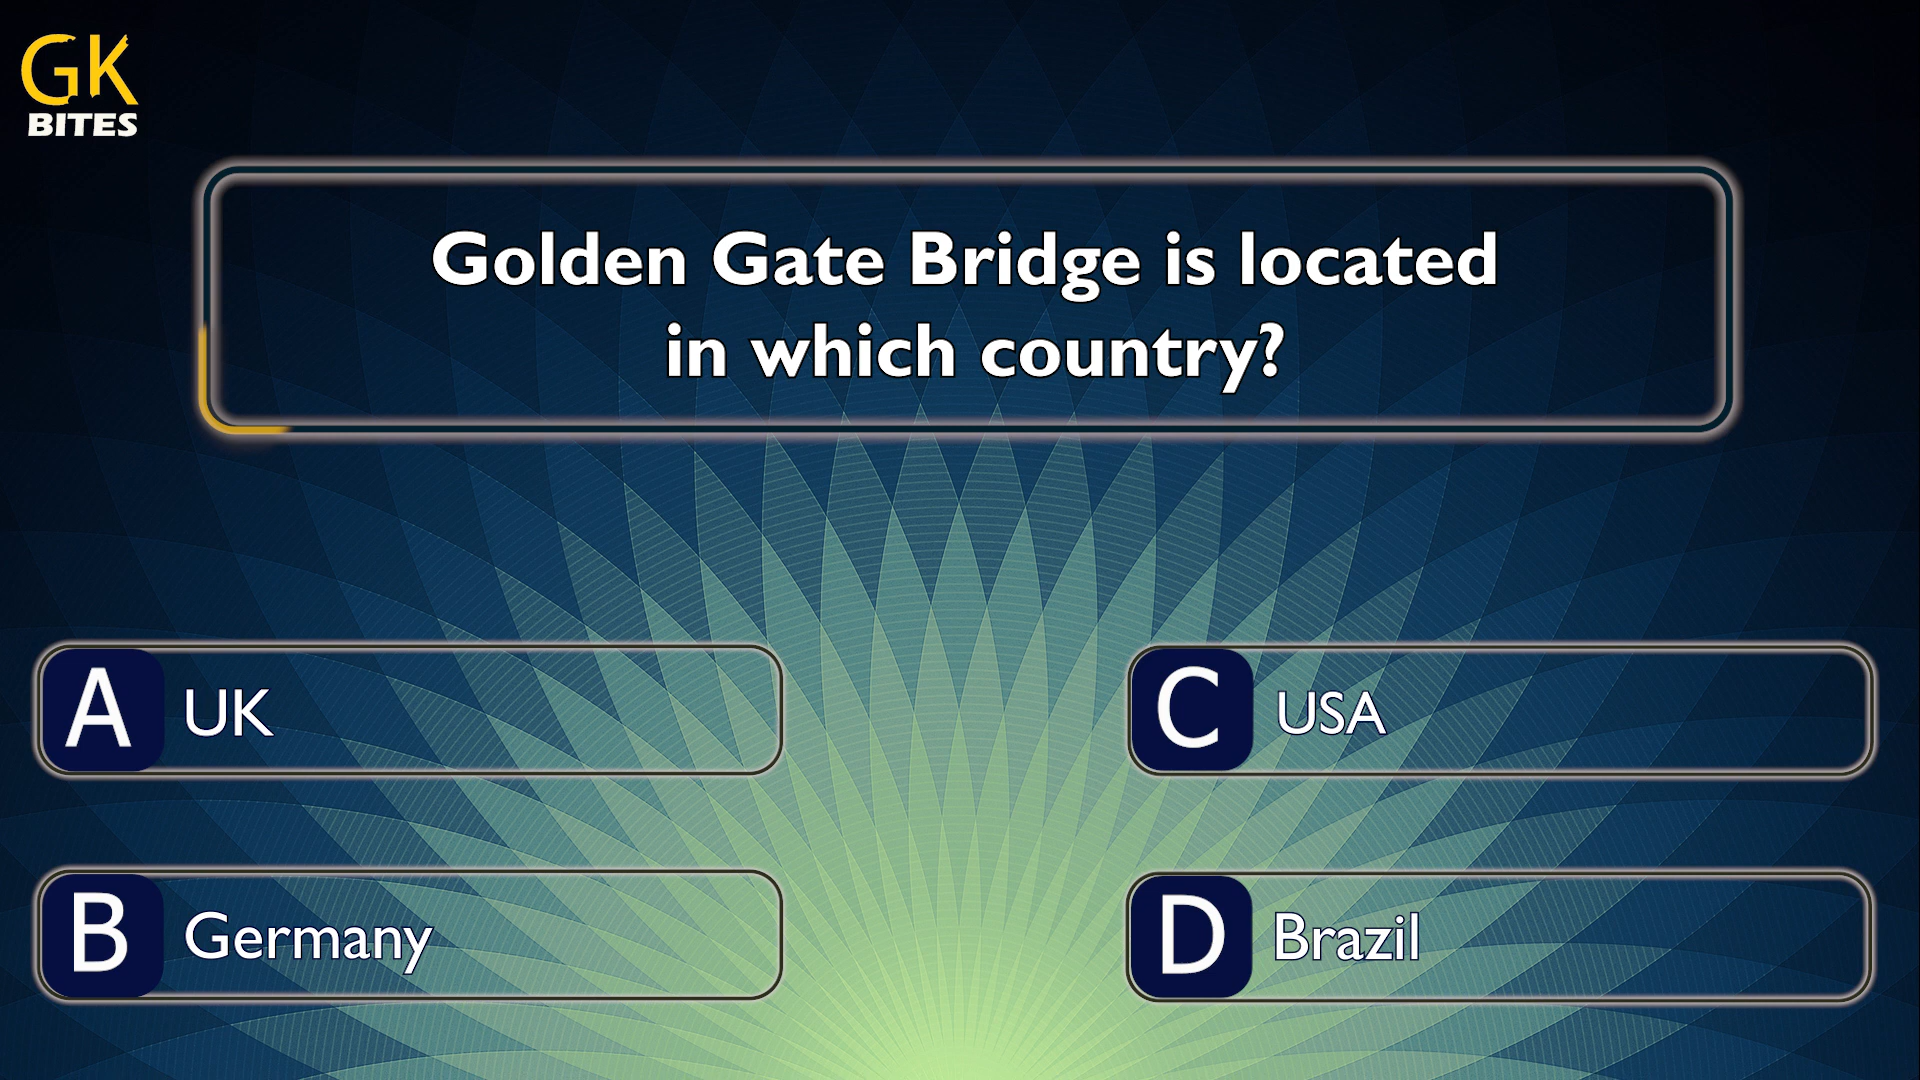 GK
BITES
Golden Gate Bridge is located
in which country?
A UK
C USA
B Germany
D Brazil